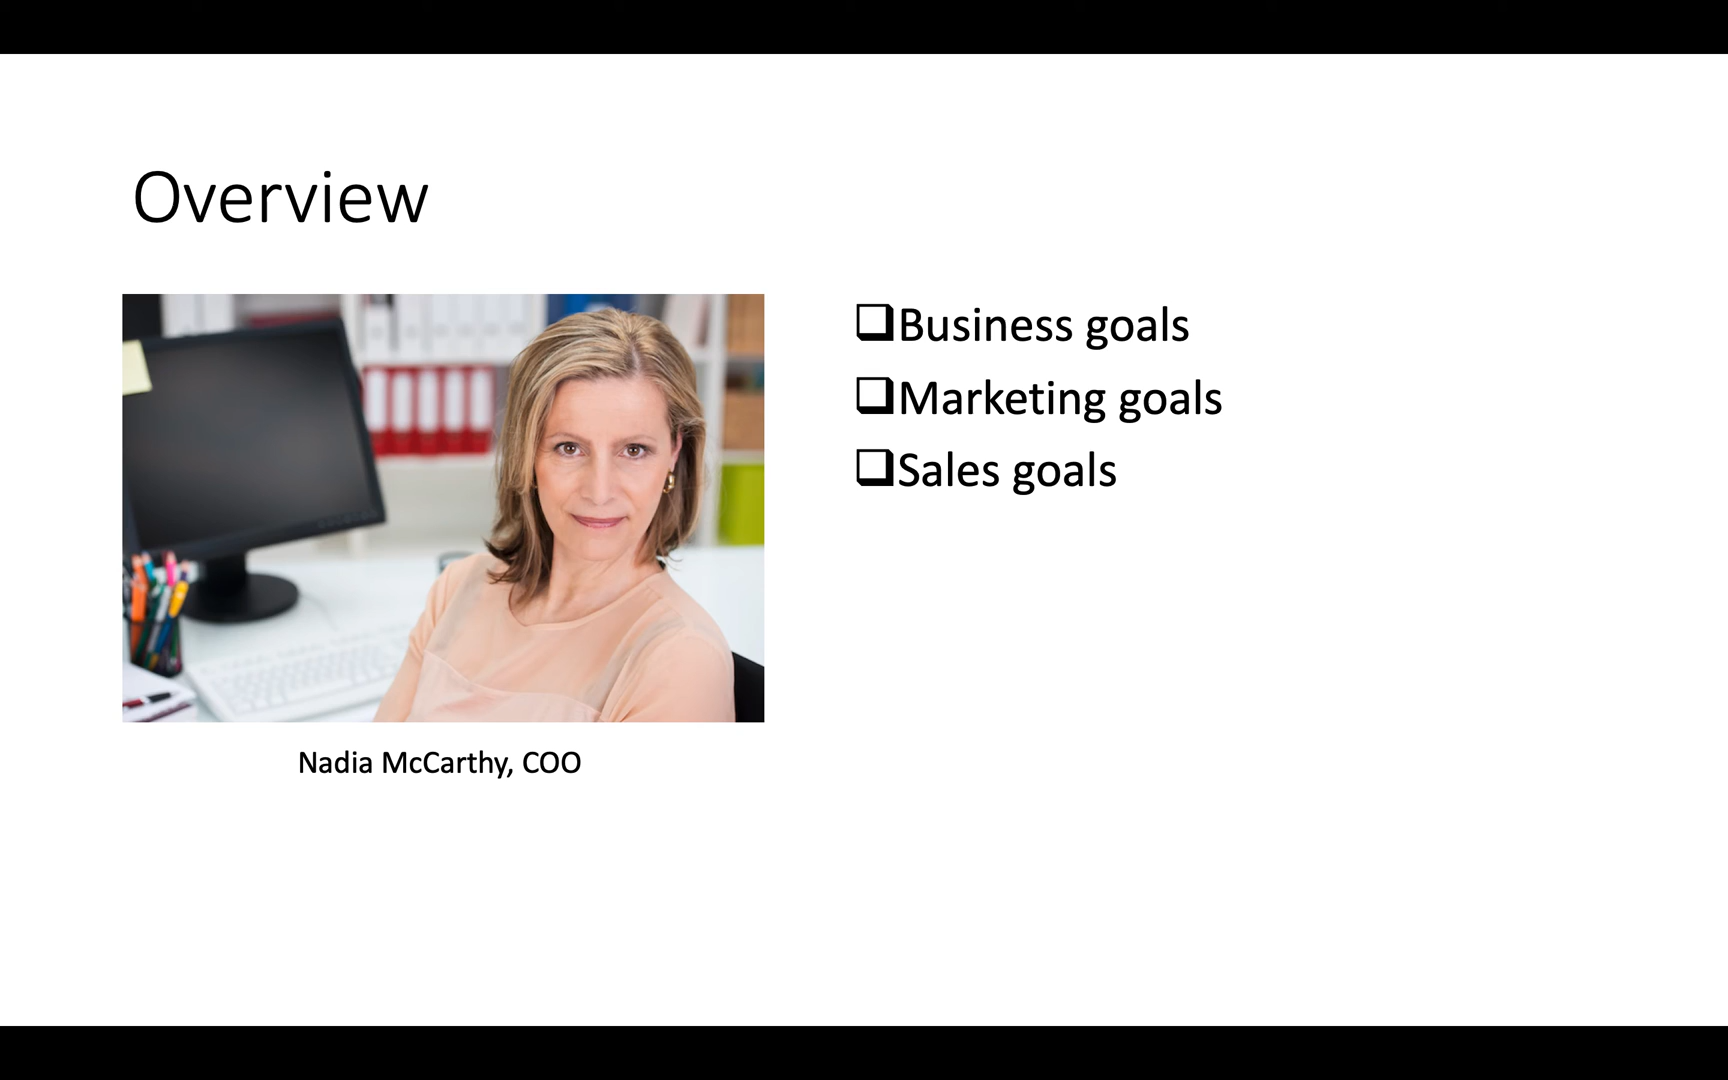 Overview
Business goals
Marketing goals
Sales goals
Nadia McCarthy, COO